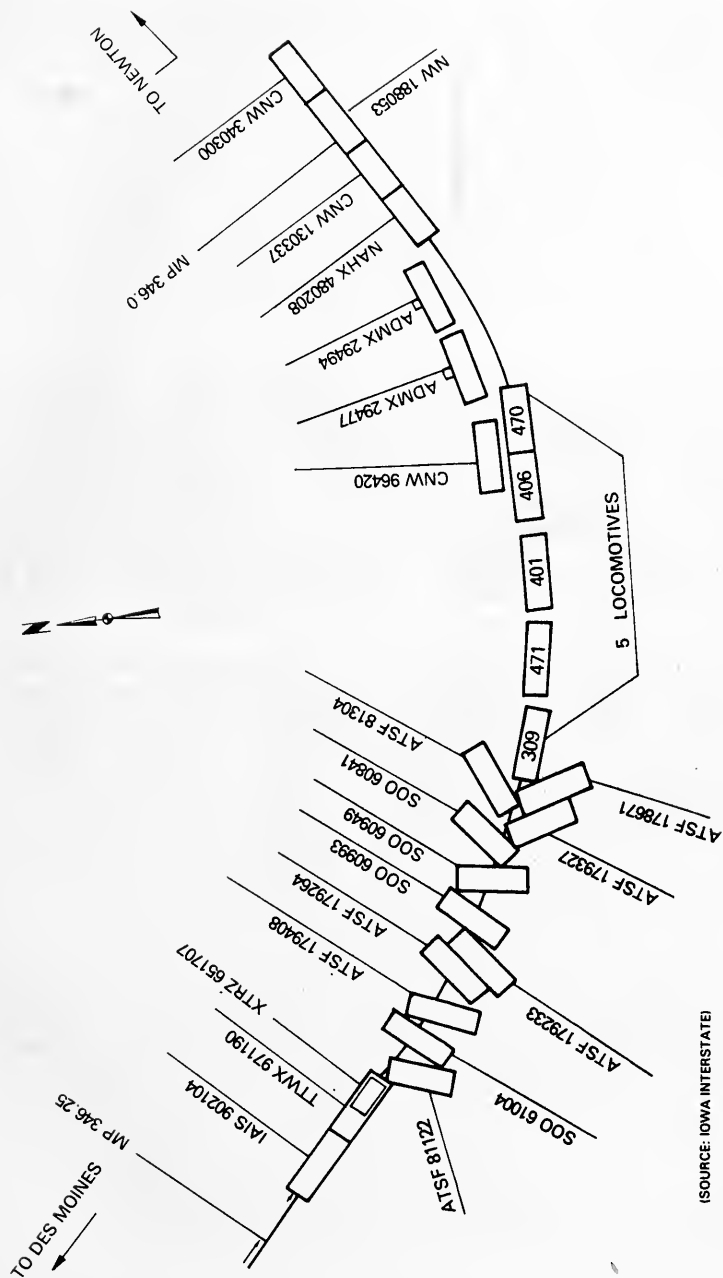 TO NEWTON
CNW 340300
NW 188053
MP 346.0
CNW 130337
NAHX 480208
ADMX 29494
ADMX 29477
CNW 96420
470
406
401
471
309
5 LOCOMOTIVES
N
ATSF 81304
SOO 60841
SOO 60949
SOO 60993
ATSF 179264
ATSF 179408
XTRZ 651707
TTWX 971190
IAIS 902104
MP 346.25
TO DES MOINES
ATSF 178671
ATSF 179327
ATSF 179233
SOO 61004
ATSF 81122
(SOURCE: IOWA INTERSTATE)